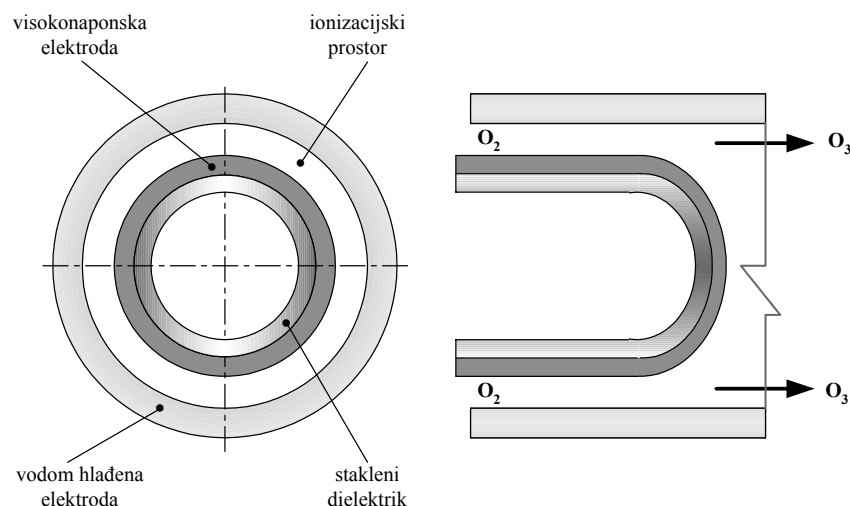 visokonaponska
elektroda
ionizacijski
prostor
O2
O3
O2
O3
vodom hlađena
elektroda
stakleni
dielektrik